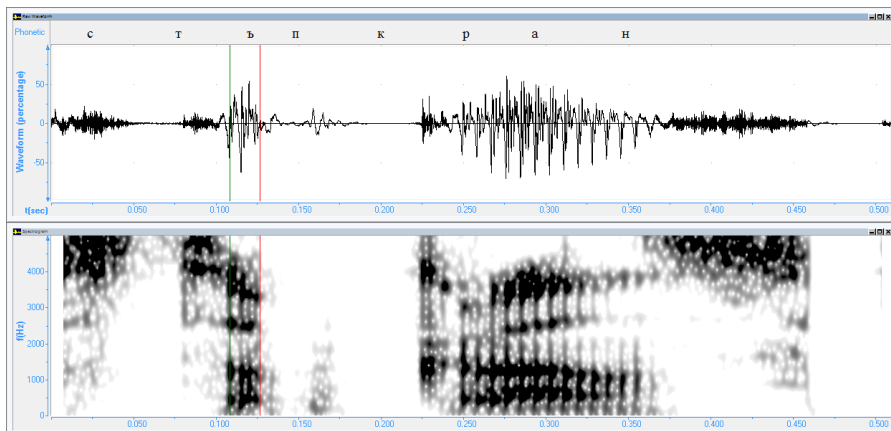 Raw Waveform
Phonetic с т ъ п к р а н
Waveform (percentage)
50
0
-50
t(sec) 0.050 0.100 0.150 0.200 0.250 0.300 0.350 0.400 0.450 0.500
Spectrogram
f(Hz)
4000
3000
2000
1000
0
0.050 0.100 0.150 0.200 0.250 0.300 0.350 0.400 0.450 0.500